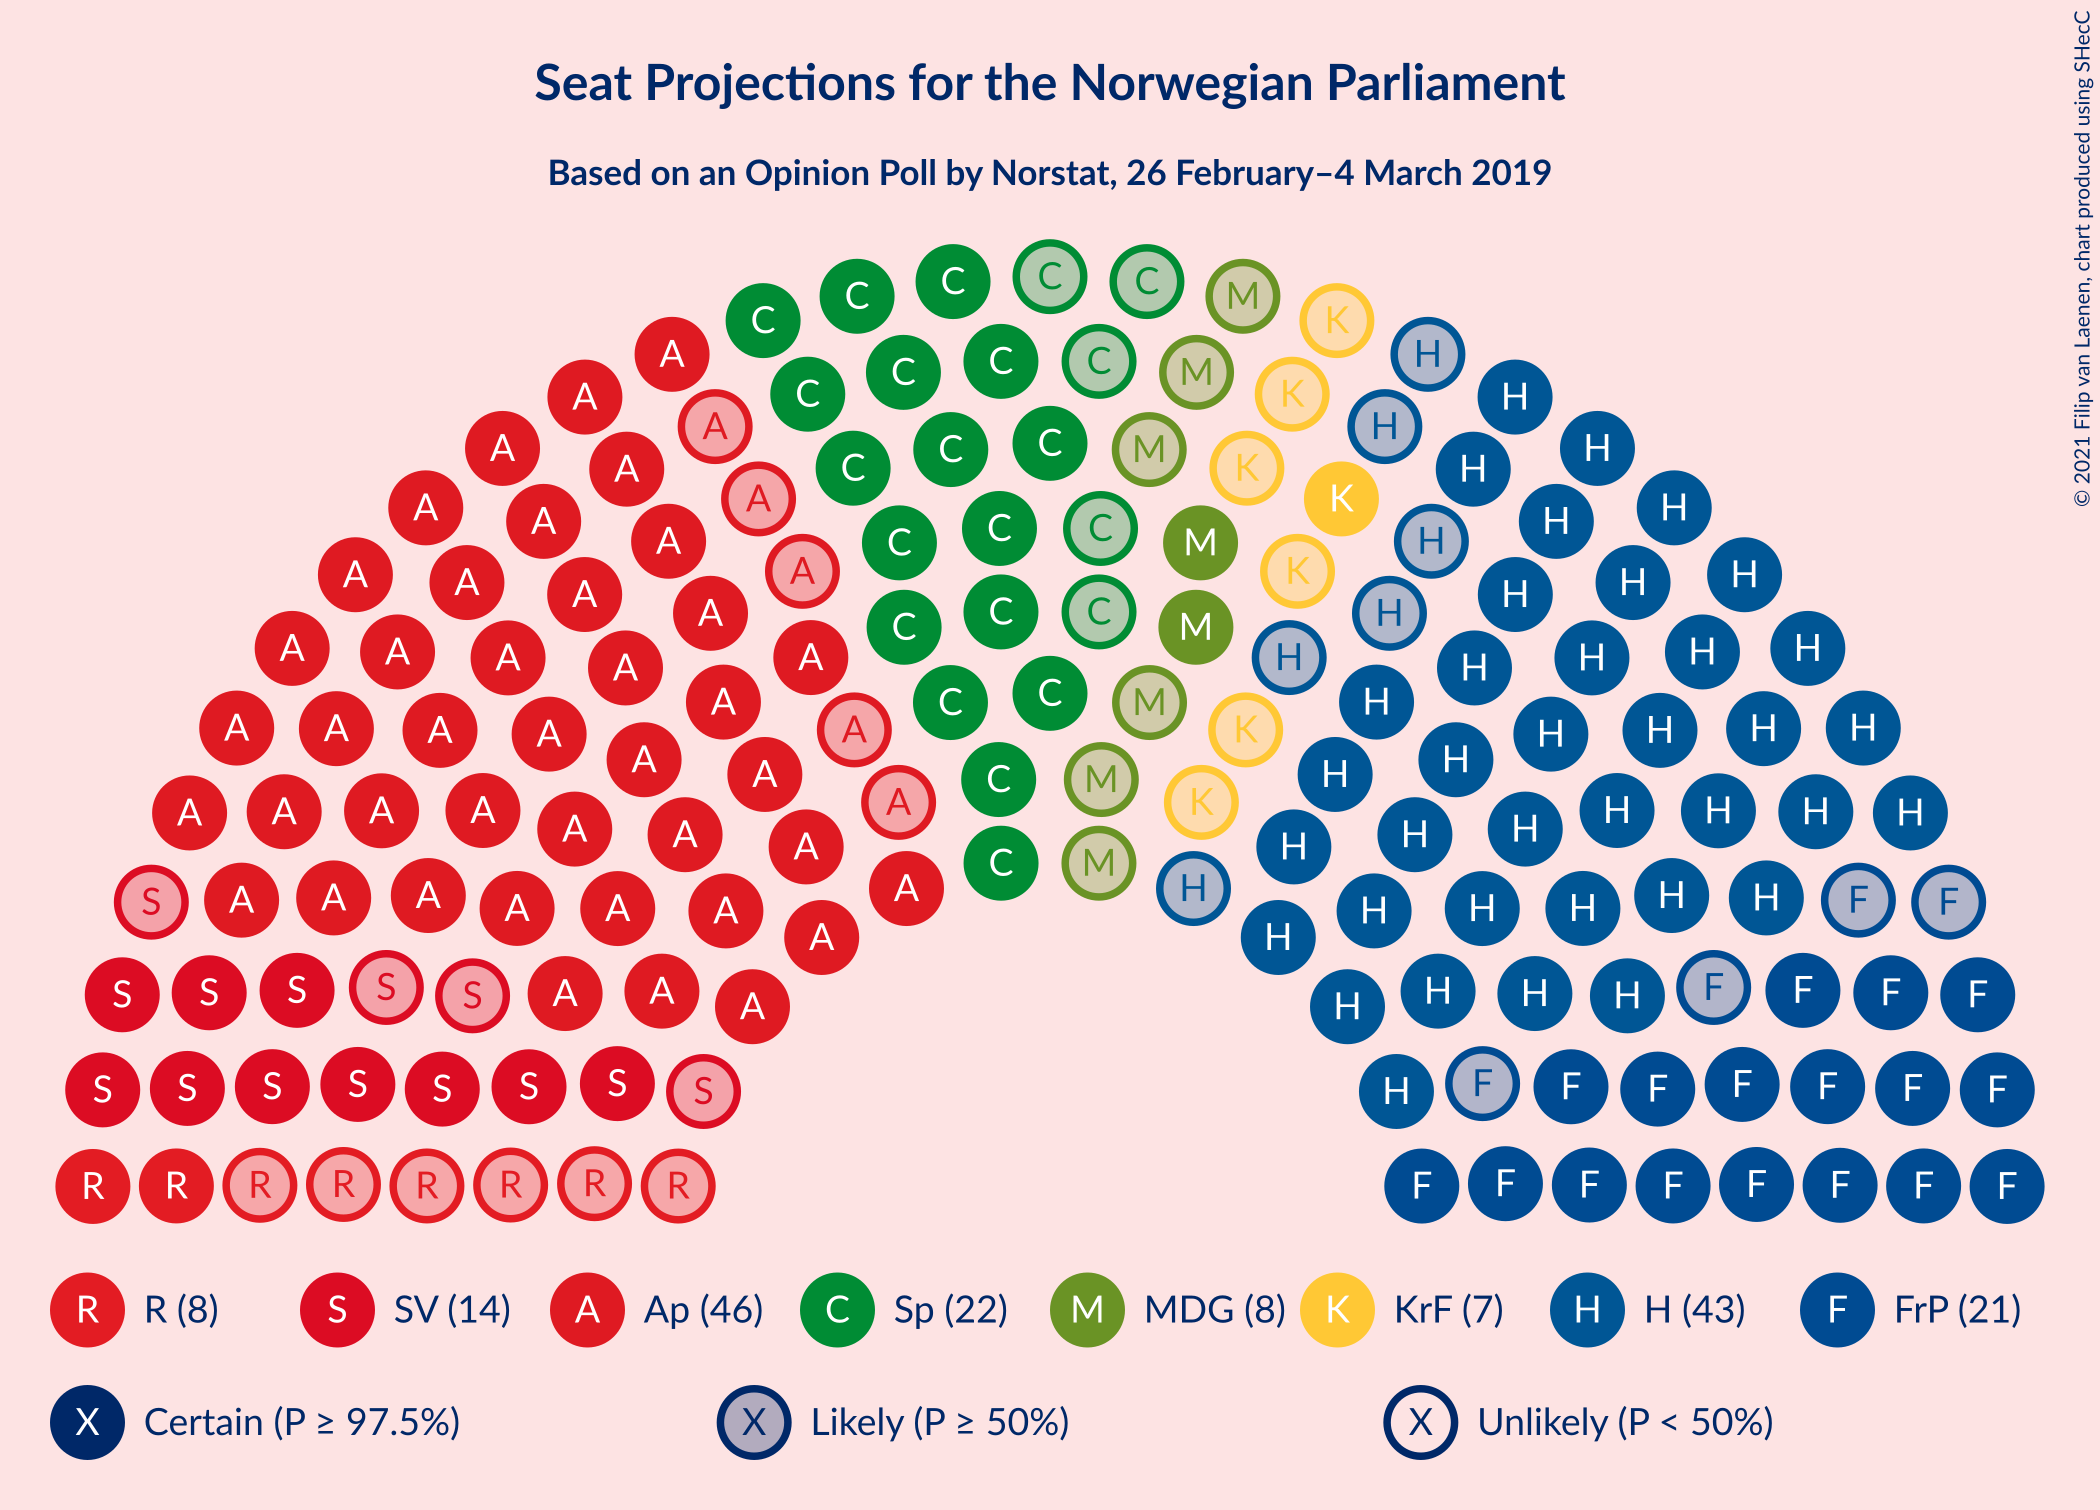 Seat Projections for the Norwegian Parliament
Based on an Opinion Poll by Norstat, 26 February–4 March 2019
© 2021 Filip van Laenen, chart produced using SHecC
C C C C C M K H
A A A C C C C M K H H H
A A A A C C C M K K H H H H
A A A A A C C C M K H H H H
A A A A A A C C C M H H H H H H
A A A A A A A C C M K H H H H H H
A A A A A A A A C M K H H H H H H H H
S A A A A A A A A C M H H H H H H H F F
S S S S S A A A H H H H F F F F
S S S S S S S S H F F F F F F F
R R R R R R R R F F F F F F F F
R R (8) S SV (14) A Ap (46) C Sp (22) M MDG (8) K KrF (7) H H (43) F FrP (21)
X Certain (P ≥ 97.5%) X Likely (P ≥ 50%) X Unlikely (P < 50%)